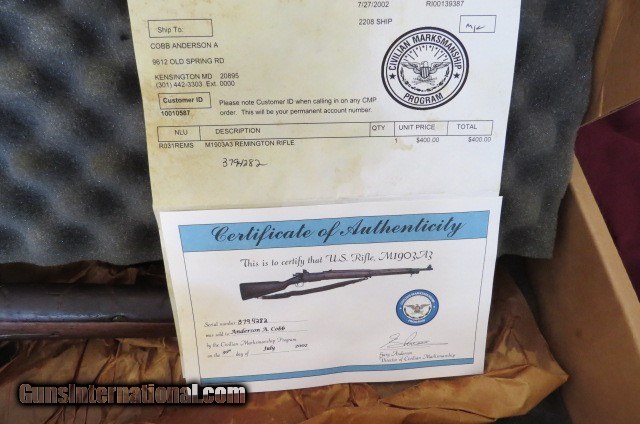 7/27/2002 RI00139387
Ship To: 2208 SHIP
COBB ANDERSON A
9612 OLD SPRING RD
KENSINGTON MD 20895
(301) 442-3303 Ext. 0000
CIVILIAN MARKSMANSHIP
PROGRAM
Customer ID Please note Customer ID when calling in on any CMP
10010587 order. This will be your permanent account number.
NLU DESCRIPTION QTY UNIT PRICE TOTAL
R031REMS M1903A3 REMINGTON RIFLE 1 $400.00 $400.00
3794282
Certificate of Authenticity
This is to certify that U.S. Rifle, M1903A3
Serial number 3794282
was sold to Anderson A. Cobb
by the Civilian Marksmanship Program
on the day of July 2002
Gary Anderson
Director of Civilian Marksmanship
GunsInternational.com